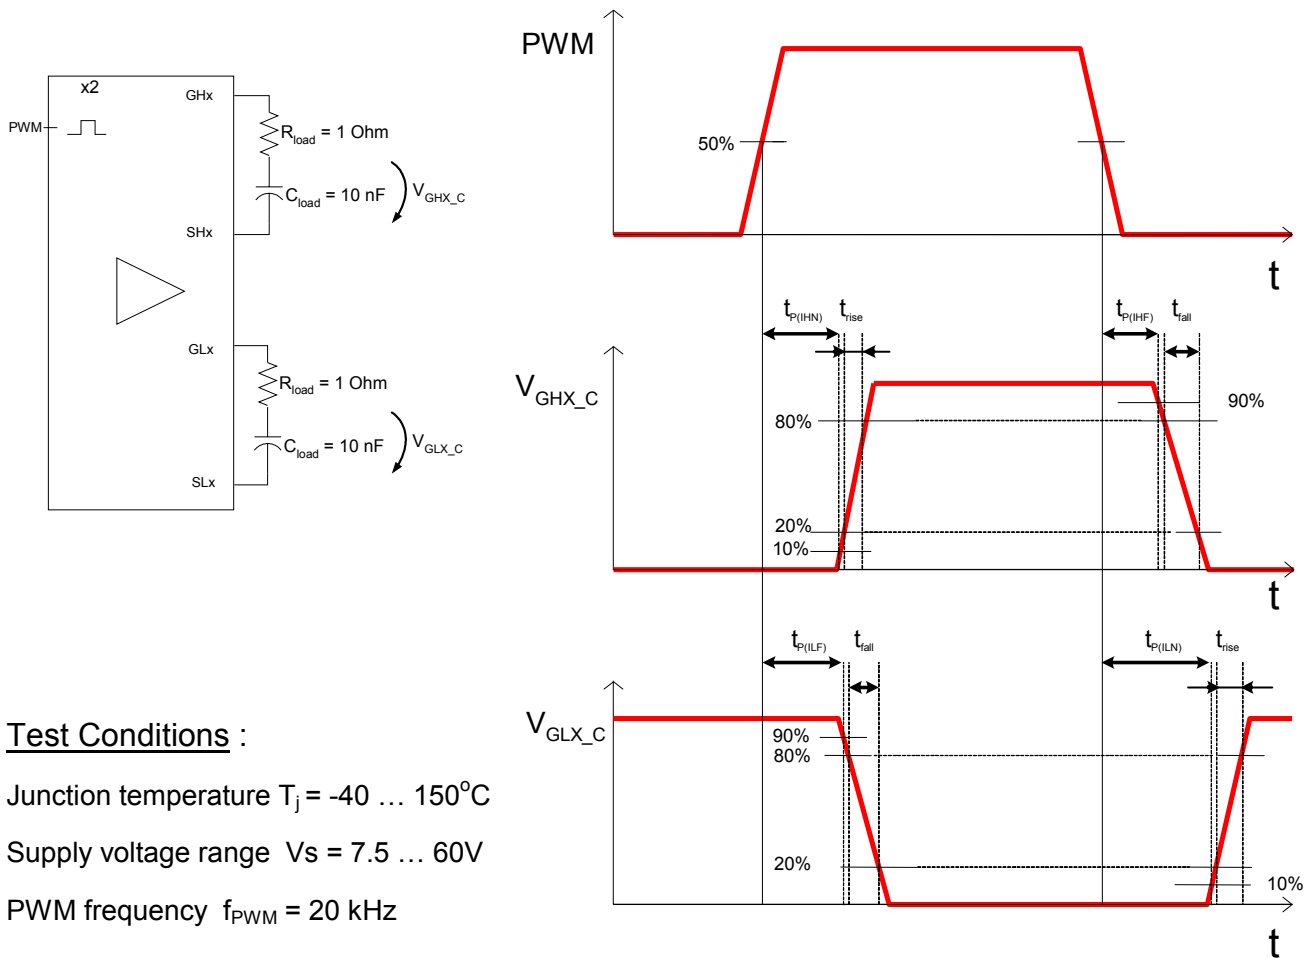 x2
GHx
PWM
Rload = 1 Ohm
Cload = 10 nF
VGHX_C
SHx
GLx
Rload = 1 Ohm
Cload = 10 nF
VGLX_C
SLx
PWM
50%
t
tP(IHN)
trise
tP(IHF)
tfall
VGHX_C
90%
80%
20%
10%
t
tP(ILF)
tfall
tP(ILN)
trise
VGLX_C
90%
80%
20%
10%
t
Test Conditions :
Junction temperature Tj = -40 … 150oC
Supply voltage range Vs = 7.5 … 60V
PWM frequency fPWM = 20 kHz